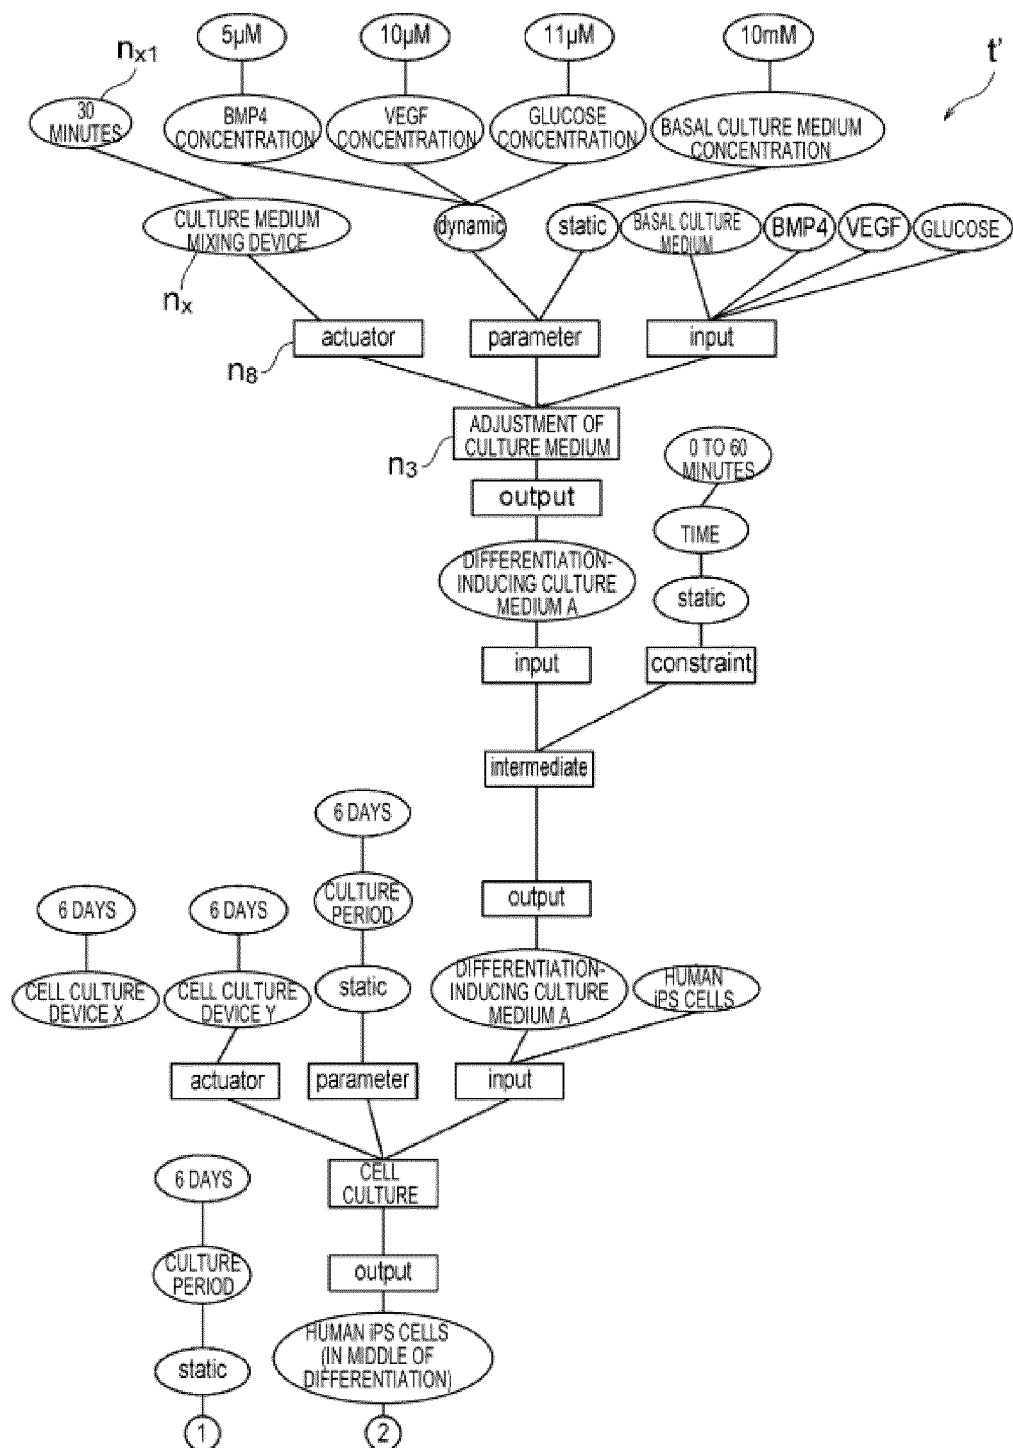 5µM
10µM
11µM
10mM
nx1
t'
30
MINUTES
BMP4
CONCENTRATION
VEGF
CONCENTRATION
GLUCOSE
CONCENTRATION
BASAL CULTURE MEDIUM
CONCENTRATION
CULTURE MEDIUM
MIXING DEVICE
dynamic
static
BASAL CULTURE
MEDIUM
BMP4
VEGF
GLUCOSE
nx
actuator
parameter
input
n8
ADJUSTMENT OF
CULTURE MEDIUM
n3
0 TO 60
MINUTES
output
TIME
DIFFERENTIATION-
INDUCING CULTURE
MEDIUM A
static
input
constraint
intermediate
6 DAYS
CULTURE
PERIOD
output
6 DAYS
6 DAYS
CELL CULTURE
DEVICE X
CELL CULTURE
DEVICE Y
static
DIFFERENTIATION-
INDUCING CULTURE
MEDIUM A
HUMAN
iPS CELLS
actuator
parameter
input
6 DAYS
CELL
CULTURE
CULTURE
PERIOD
output
HUMAN iPS CELLS
(IN MIDDLE OF
DIFFERENTIATION)
static
1
2